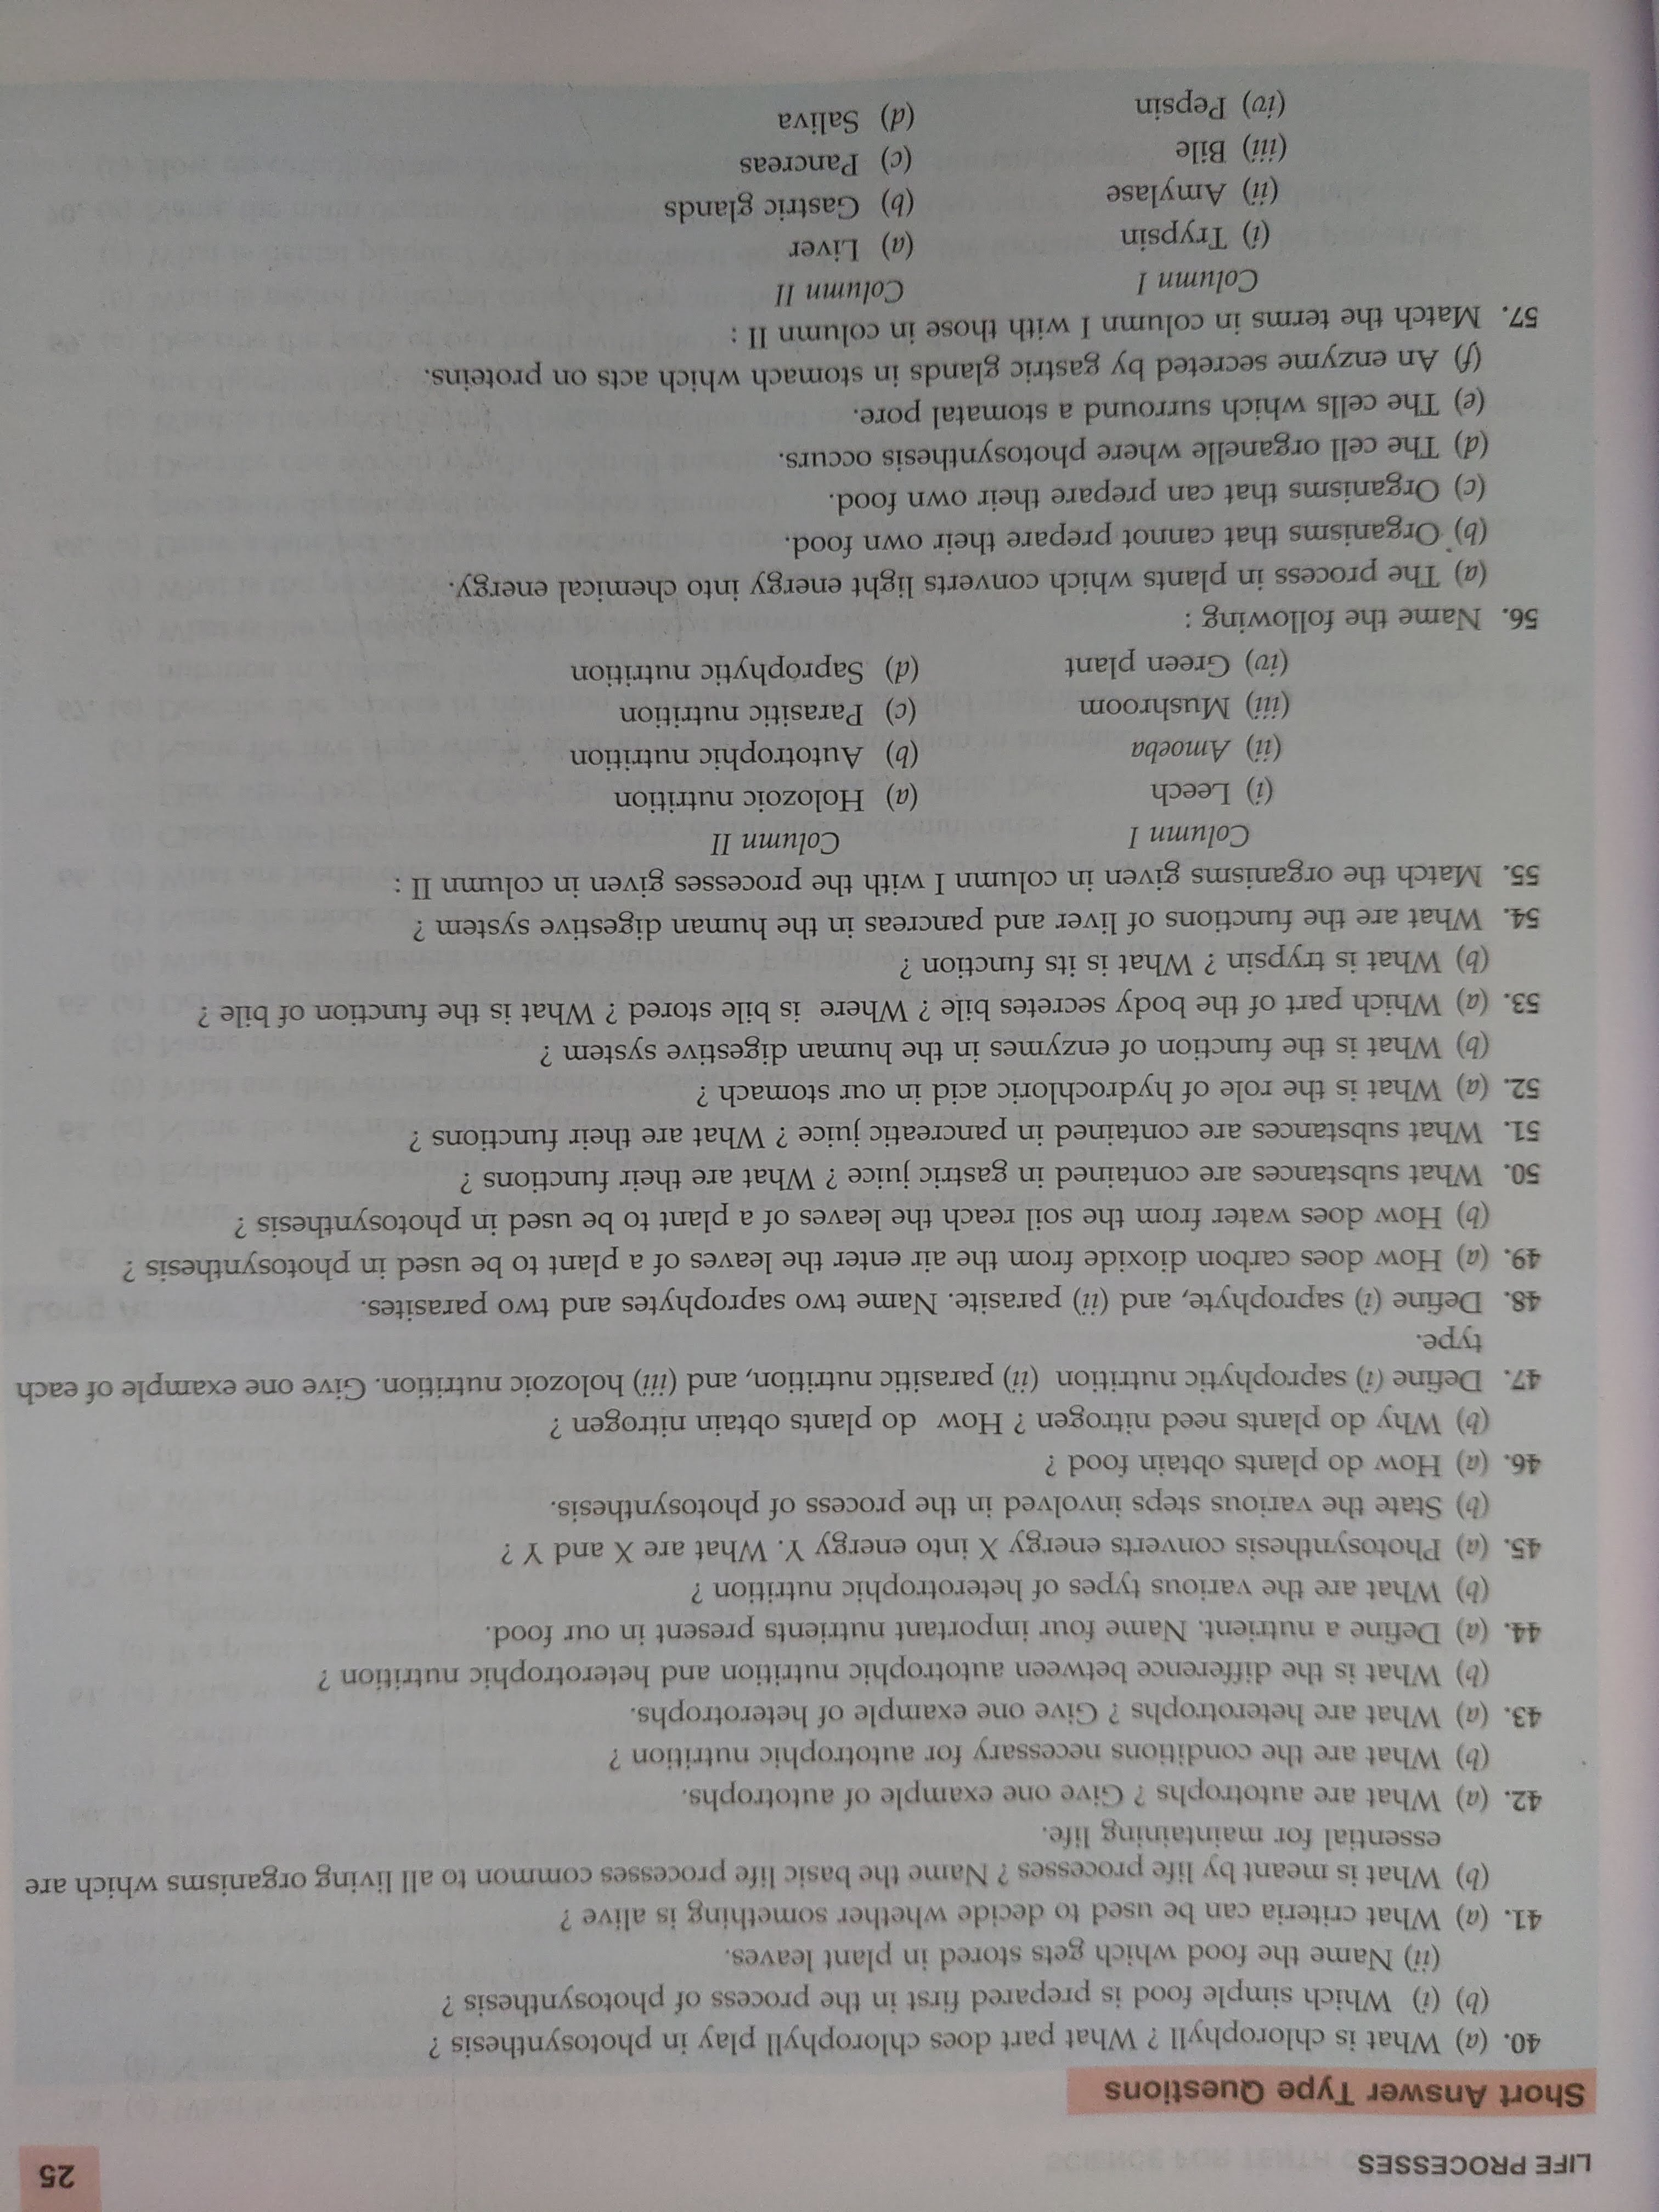 LIFE PROCESSES 25
Short Answer Type Questions
40. (a) What is chlorophyll ? What part does chlorophyll play in photosynthesis ?
(b) (i) Which simple food is prepared first in the process of photosynthesis ?
(ii) Name the food which gets stored in plant leaves.
41. (a) What criteria can be used to decide whether something is alive ?
(b) What is meant by life processes ? Name the basic life processes common to all living organisms which are
essential for maintaining life.
42. (a) What are autotrophs ? Give one example of autotrophs.
(b) What are the conditions necessary for autotrophic nutrition ?
43. (a) What are heterotrophs ? Give one example of heterotrophs.
(b) What is the difference between autotrophic nutrition and heterotrophic nutrition ?
44. (a) Define a nutrient. Name four important nutrients present in our food.
(b) What are the various types of heterotrophic nutrition ?
45. (a) Photosynthesis converts energy X into energy Y. What are X and Y ?
(b) State the various steps involved in the process of photosynthesis.
46. (a) How do plants obtain food ?
(b) Why do plants need nitrogen ? How do plants obtain nitrogen ?
47. Define (i) saprophytic nutrition (ii) parasitic nutrition, and (iii) holozoic nutrition. Give one example of each
type.
48. Define (i) saprophyte, and (ii) parasite. Name two saprophytes and two parasites.
49. (a) How does carbon dioxide from the air enter the leaves of a plant to be used in photosynthesis ?
(b) How does water from the soil reach the leaves of a plant to be used in photosynthesis ?
50. What substances are contained in gastric juice ? What are their functions ?
51. What substances are contained in pancreatic juice ? What are their functions ?
52. (a) What is the role of hydrochloric acid in our stomach ?
(b) What is the function of enzymes in the human digestive system ?
53. (a) Which part of the body secretes bile ? Where is bile stored ? What is the function of bile ?
(b) What is trypsin ? What is its function ?
54. What are the functions of liver and pancreas in the human digestive system ?
55. Match the organisms given in column I with the processes given in column II :
Column I Column II
(i) Leech (a) Holozoic nutrition
(ii) Amoeba (b) Autotrophic nutrition
(iii) Mushroom (c) Parasitic nutrition
(iv) Green plant (d) Saprophytic nutrition
56. Name the following :
(a) The process in plants which converts light energy into chemical energy.
(b) Organisms that cannot prepare their own food.
(c) Organisms that can prepare their own food.
(d) The cell organelle where photosynthesis occurs.
(e) The cells which surround a stomatal pore.
(f) An enzyme secreted by gastric glands in stomach which acts on proteins.
57. Match the terms in column I with those in column II :
Column I Column II
(i) Trypsin (a) Liver
(ii) Amylase (b) Gastric glands
(iii) Bile (c) Pancreas
(iv) Pepsin (d) Saliva